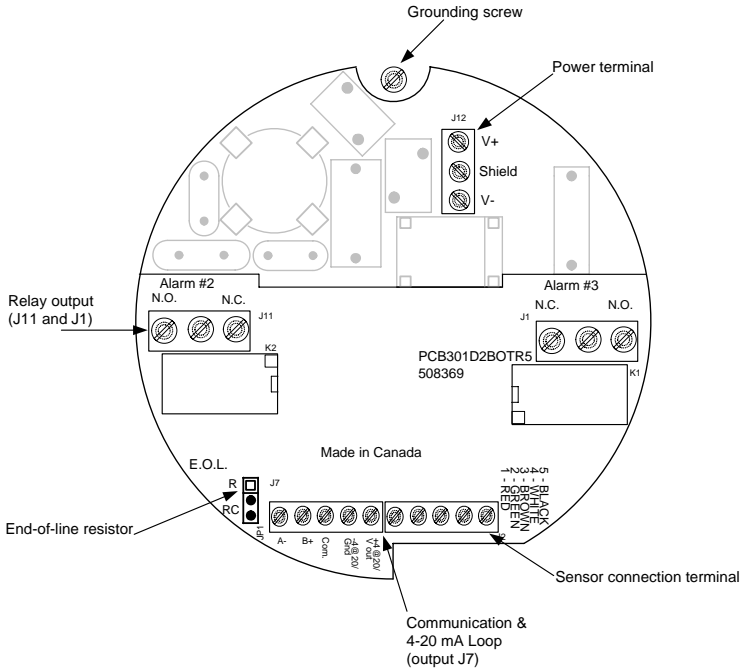 Grounding screw
Power terminal
J12
V+
Shield
V-
Alarm #2
N.O.
N.C.
J11
K2
Alarm #3
N.C.
N.O.
J1
K1
Relay output
(J11 and J1)
PCB301D2BOTR5
508369
Made in Canada
E.O.L.
R
RC
JP1
End-of-line resistor
J7
A-
B+
Com.
-4@20/
Gnd
+4@20/
V out
J2
1 - RED
2 - GREEN
3 - BROWN
4 - WHITE
5 - BLACK
Sensor connection terminal
Communication &
4-20 mA Loop
(output J7)